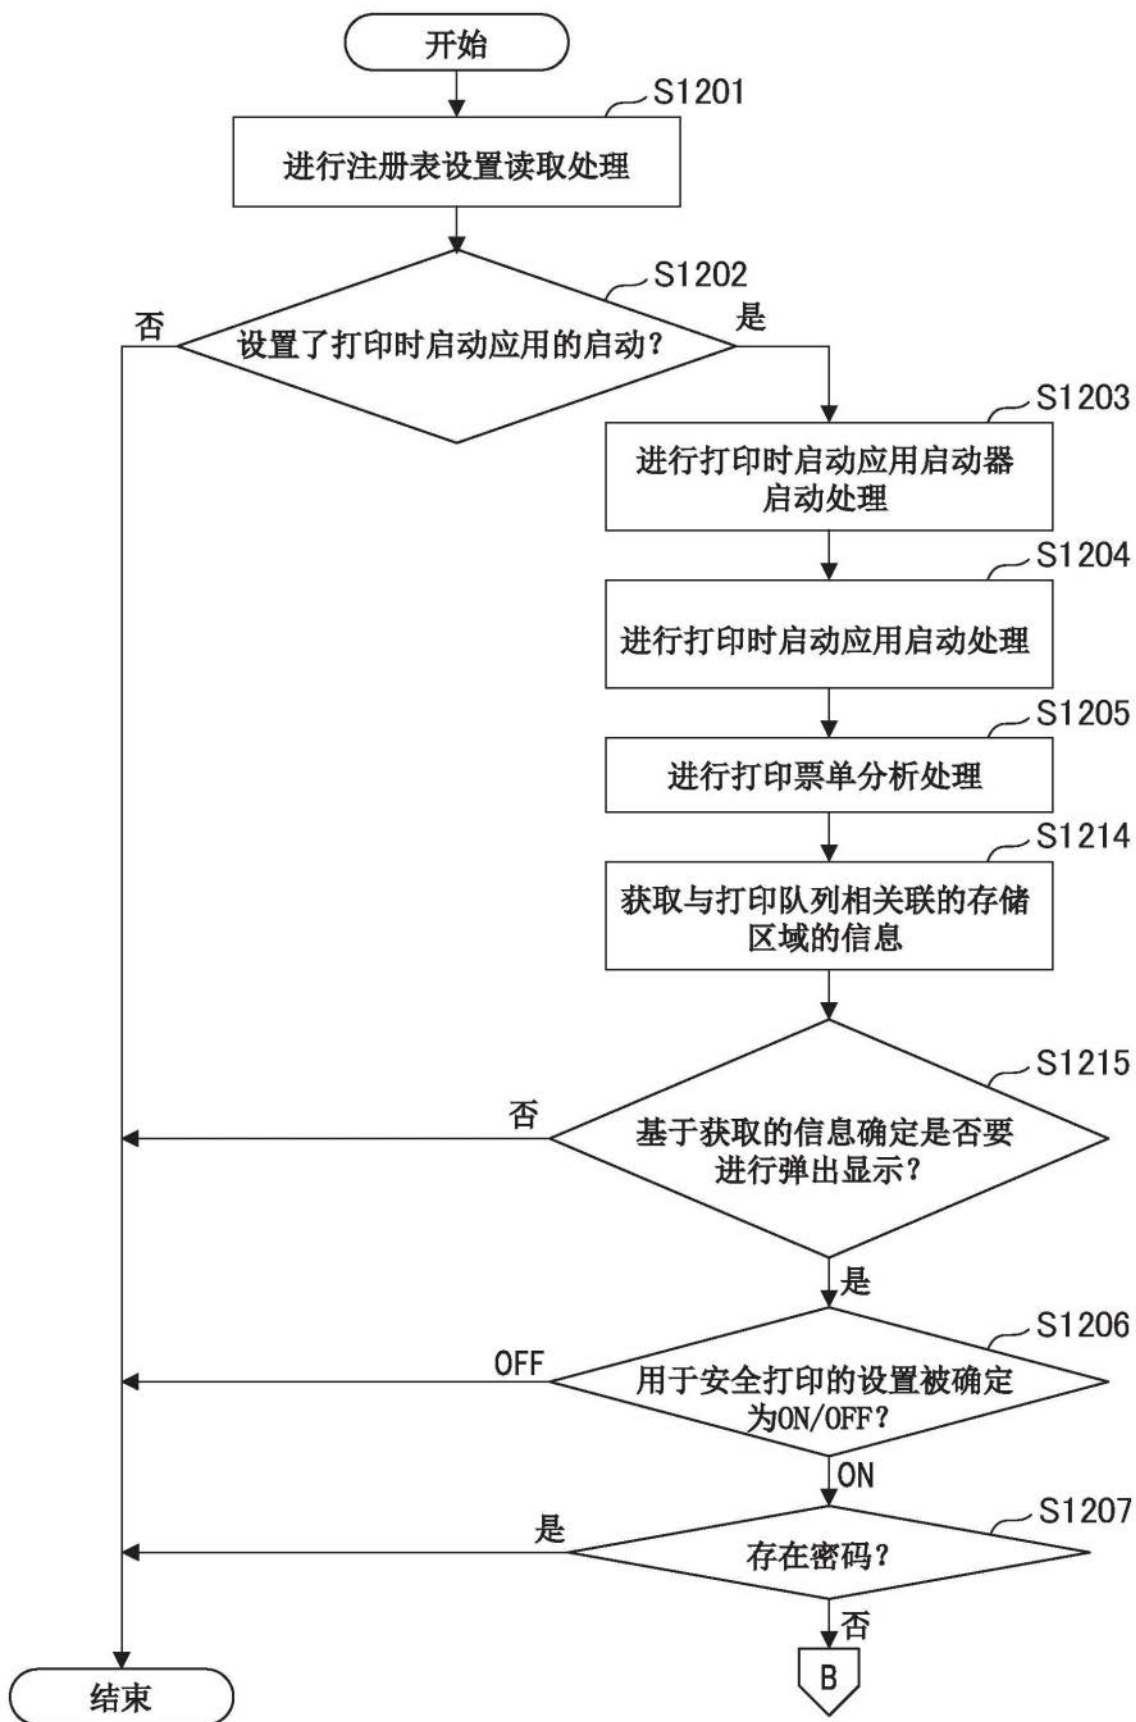 开始
S1201
进行注册表设置读取处理
S1202
否
是
设置了打印时启动应用的启动？
S1203
进行打印时启动应用启动器
启动处理
S1204
进行打印时启动应用启动处理
S1205
进行打印票单分析处理
S1214
获取与打印队列相关联的存储
区域的信息
S1215
否
基于获取的信息确定是否要
进行弹出显示？
是
S1206
OFF
用于安全打印的设置被确定
为ON/OFF？
ON
S1207
是
存在密码？
否
B
结束